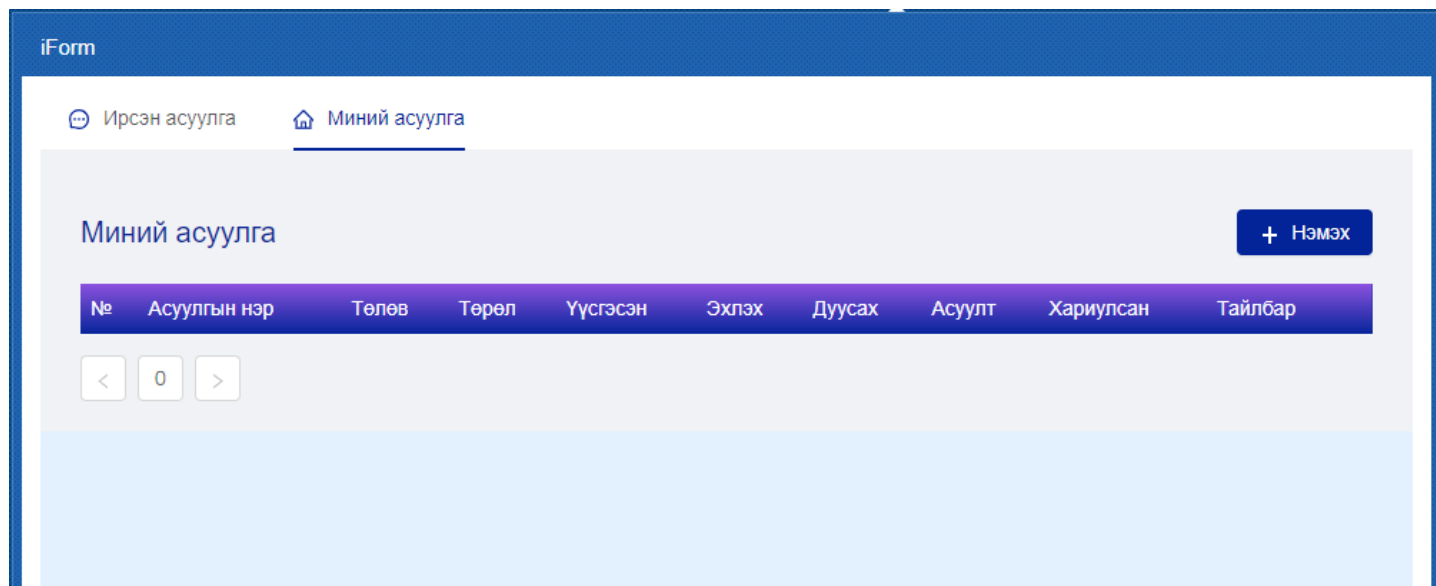 iForm
Ирсэн асуулга Миний асуулга
Миний асуулга + Нэмэх
№ Асуулгын нэр Төлөв Төрөл Үүсгэсэн Эхлэх Дуусах Асуулт Хариулсан Тайлбар
< 0 >